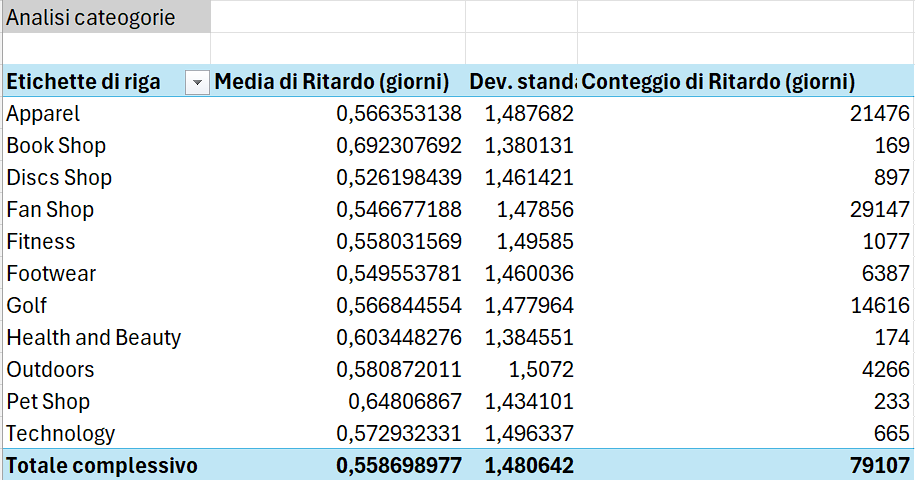 Analisi cateogorie
Etichette di riga Media di Ritardo (giorni) Dev. standa Conteggio di Ritardo (giorni)
Apparel 0,566353138 1,487682 21476
Book Shop 0,692307692 1,380131 169
Discs Shop 0,526198439 1,461421 897
Fan Shop 0,546677188 1,47856 29147
Fitness 0,558031569 1,49585 1077
Footwear 0,549553781 1,460036 6387
Golf 0,566844554 1,477964 14616
Health and Beauty 0,603448276 1,384551 174
Outdoors 0,580872011 1,5072 4266
Pet Shop 0,64806867 1,434101 233
Technology 0,572932331 1,496337 665
Totale complessivo 0,558698977 1,480642 79107